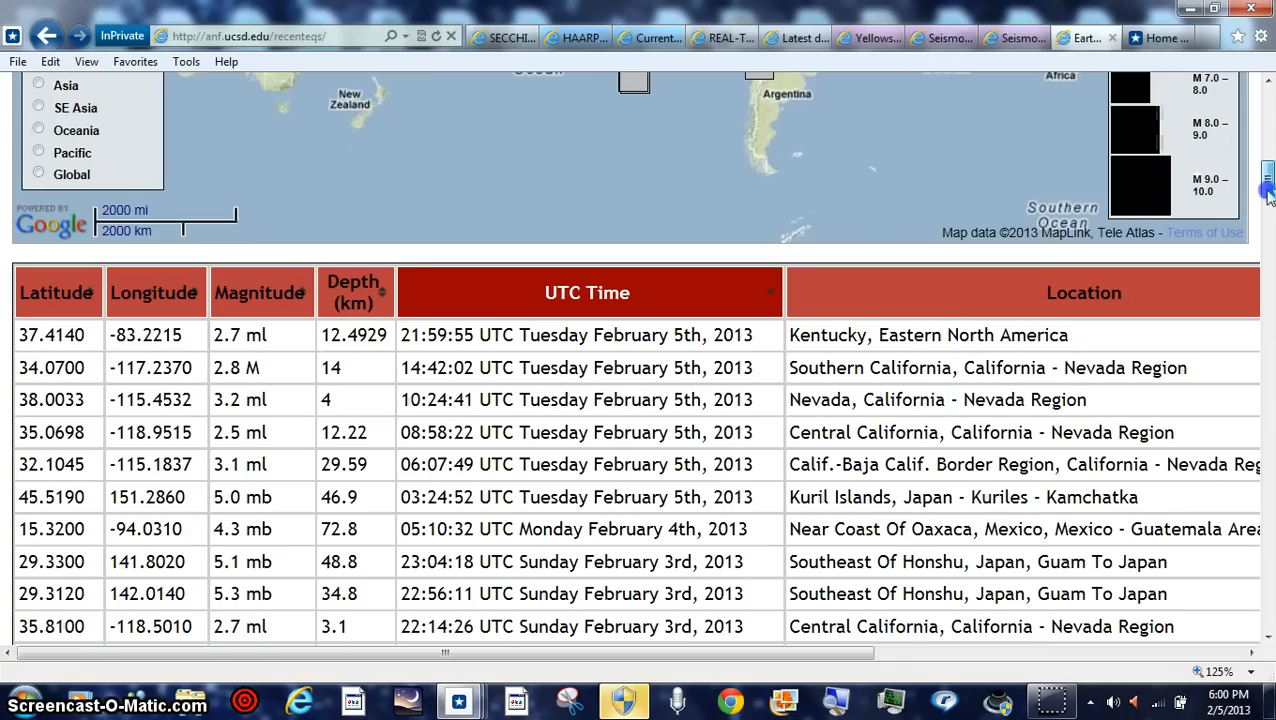 InPrivate http://anf.ucsd.edu/recenteqs/ SECCHI... HAARP... Current... REAL-T... Latest d... Yellows... Seismo... Seismo... Eart... Home ...
File Edit View Favorites Tools Help
Asia
SE Asia
Oceania
Pacific
Global
New Zealand
Argentina
Africa
M 7.0 – 8.0
M 8.0 – 9.0
M 9.0 – 10.0
Southern Ocean
POWERED BY
Google
2000 mi
2000 km
Map data ©2013 MapLink, Tele Atlas - Terms of Use
Latitude Longitude Magnitude Depth (km) UTC Time Location
37.4140 -83.2215 2.7 ml 12.4929 21:59:55 UTC Tuesday February 5th, 2013 Kentucky, Eastern North America
34.0700 -117.2370 2.8 M 14 14:42:02 UTC Tuesday February 5th, 2013 Southern California, California - Nevada Region
38.0033 -115.4532 3.2 ml 4 10:24:41 UTC Tuesday February 5th, 2013 Nevada, California - Nevada Region
35.0698 -118.9515 2.5 ml 12.22 08:58:22 UTC Tuesday February 5th, 2013 Central California, California - Nevada Region
32.1045 -115.1837 3.1 ml 29.59 06:07:49 UTC Tuesday February 5th, 2013 Calif.-Baja Calif. Border Region, California - Nevada Reg
45.5190 151.2860 5.0 mb 46.9 03:24:52 UTC Tuesday February 5th, 2013 Kuril Islands, Japan - Kuriles - Kamchatka
15.3200 -94.0310 4.3 mb 72.8 05:10:32 UTC Monday February 4th, 2013 Near Coast Of Oaxaca, Mexico, Mexico - Guatemala Area
29.3300 141.8020 5.1 mb 48.8 23:04:18 UTC Sunday February 3rd, 2013 Southeast Of Honshu, Japan, Guam To Japan
29.3120 142.0140 5.3 mb 34.8 22:56:11 UTC Sunday February 3rd, 2013 Southeast Of Honshu, Japan, Guam To Japan
35.8100 -118.5010 2.7 ml 3.1 22:14:26 UTC Sunday February 3rd, 2013 Central California, California - Nevada Region
125%
Screencast-O-Matic.com
6:00 PM
2/5/2013